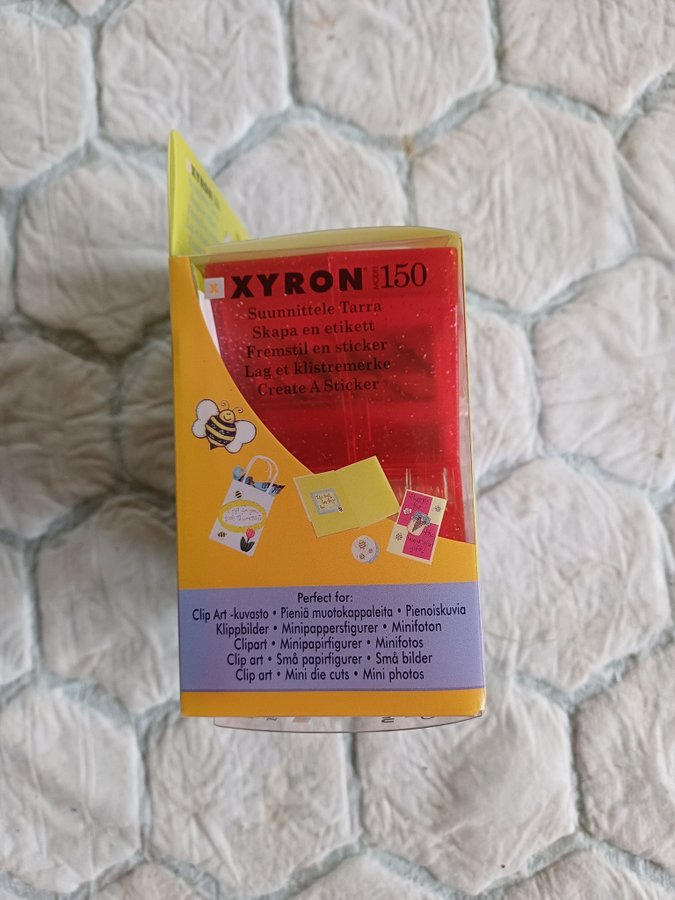 XYRON
X XYRON MODEL 150
Suunnittele Tarra
Skapa en etikett
Fremstil en sticker
Lag et klistremerke
Create A Sticker
Perfect for:
Clip Art -kuvasto • Pieniä muotokappaleita • Pienoiskuvia
Klippbilder • Minipappersfigurer • Minifoton
Clipart • Minipapirfigurer • Minifotos
Clip art • Små papirfigurer • Små bilder
Clip art • Mini die cuts • Mini photos